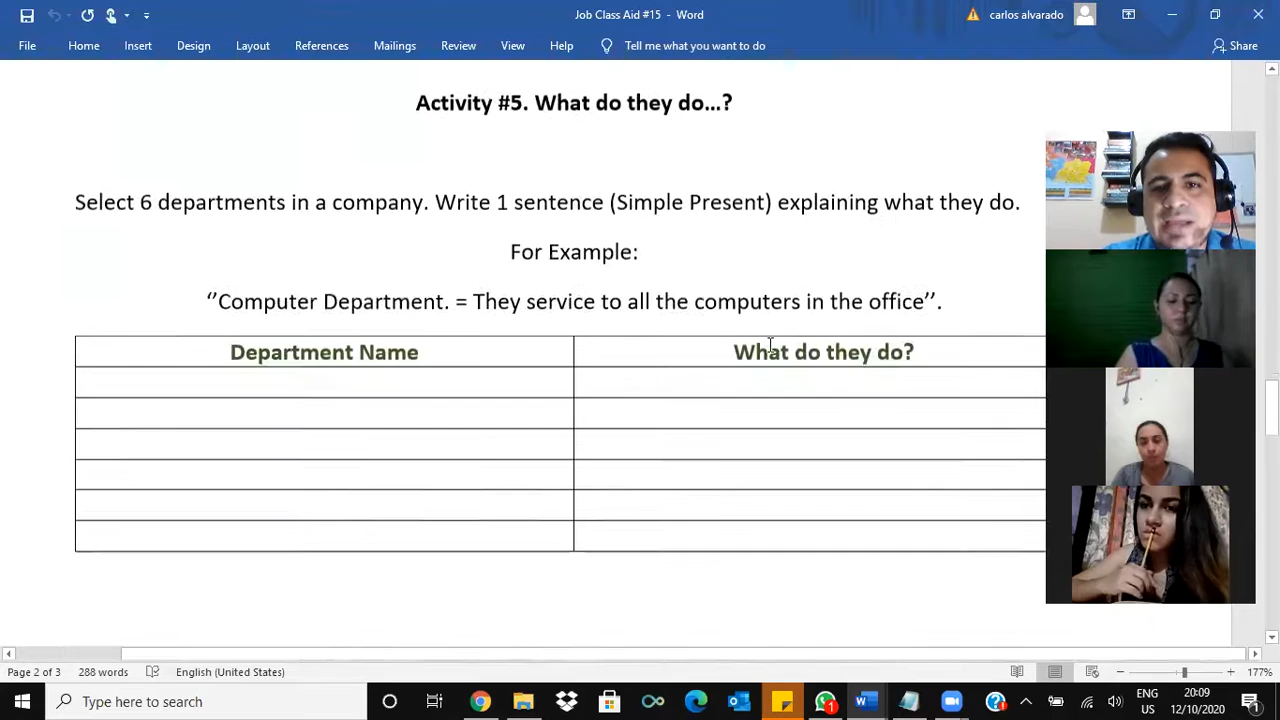 Job Class Aid #15 - Word
carlos alvarado
File
Home
Insert
Design
Layout
References
Mailings
Review
View
Help
Tell me what you want to do
Share
Activity #5. What do they do...?
Select 6 departments in a company. Write 1 sentence (Simple Present) explaining what they do.
For Example:
‘’Computer Department. = They service to all the computers in the office’’.
Department Name
What do they do?
Page 2 of 3
288 words
English (United States)
177%
Type here to search
1
ENG
US
20:09
12/10/2020
1